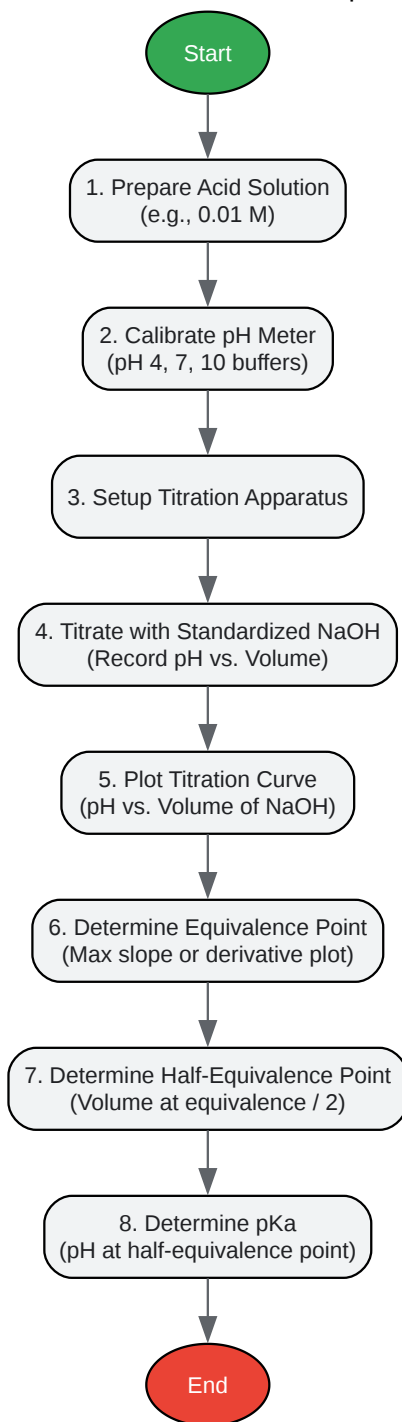 Start
1. Prepare Acid Solution
(e.g., 0.01 M)
2. Calibrate pH Meter
(pH 4, 7, 10 buffers)
3. Setup Titration Apparatus
4. Titrate with Standardized NaOH
(Record pH vs. Volume)
5. Plot Titration Curve
(pH vs. Volume of NaOH)
6. Determine Equivalence Point
(Max slope or derivative plot)
7. Determine Half-Equivalence Point
(Volume at equivalence / 2)
8. Determine pKa
(pH at half-equivalence point)
End